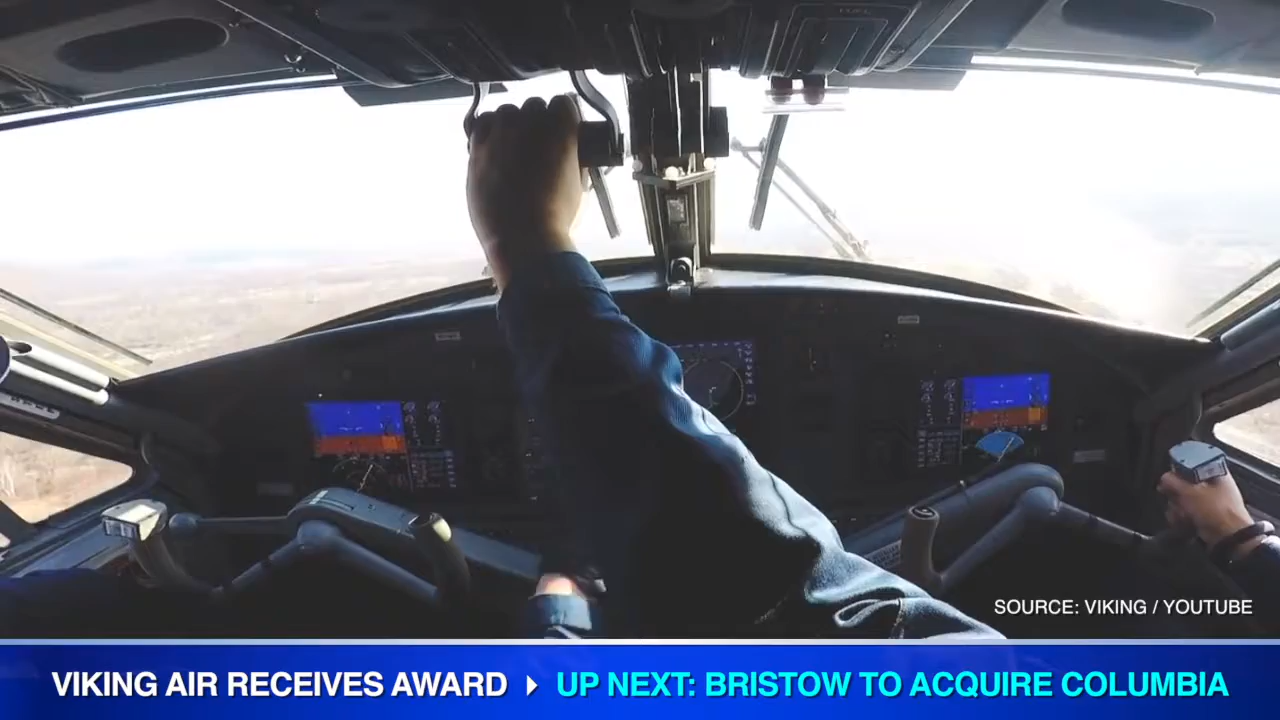 SOURCE: VIKING / YOUTUBE
VIKING AIR RECEIVES AWARD ▸ UP NEXT: BRISTOW TO ACQUIRE COLUMBIA